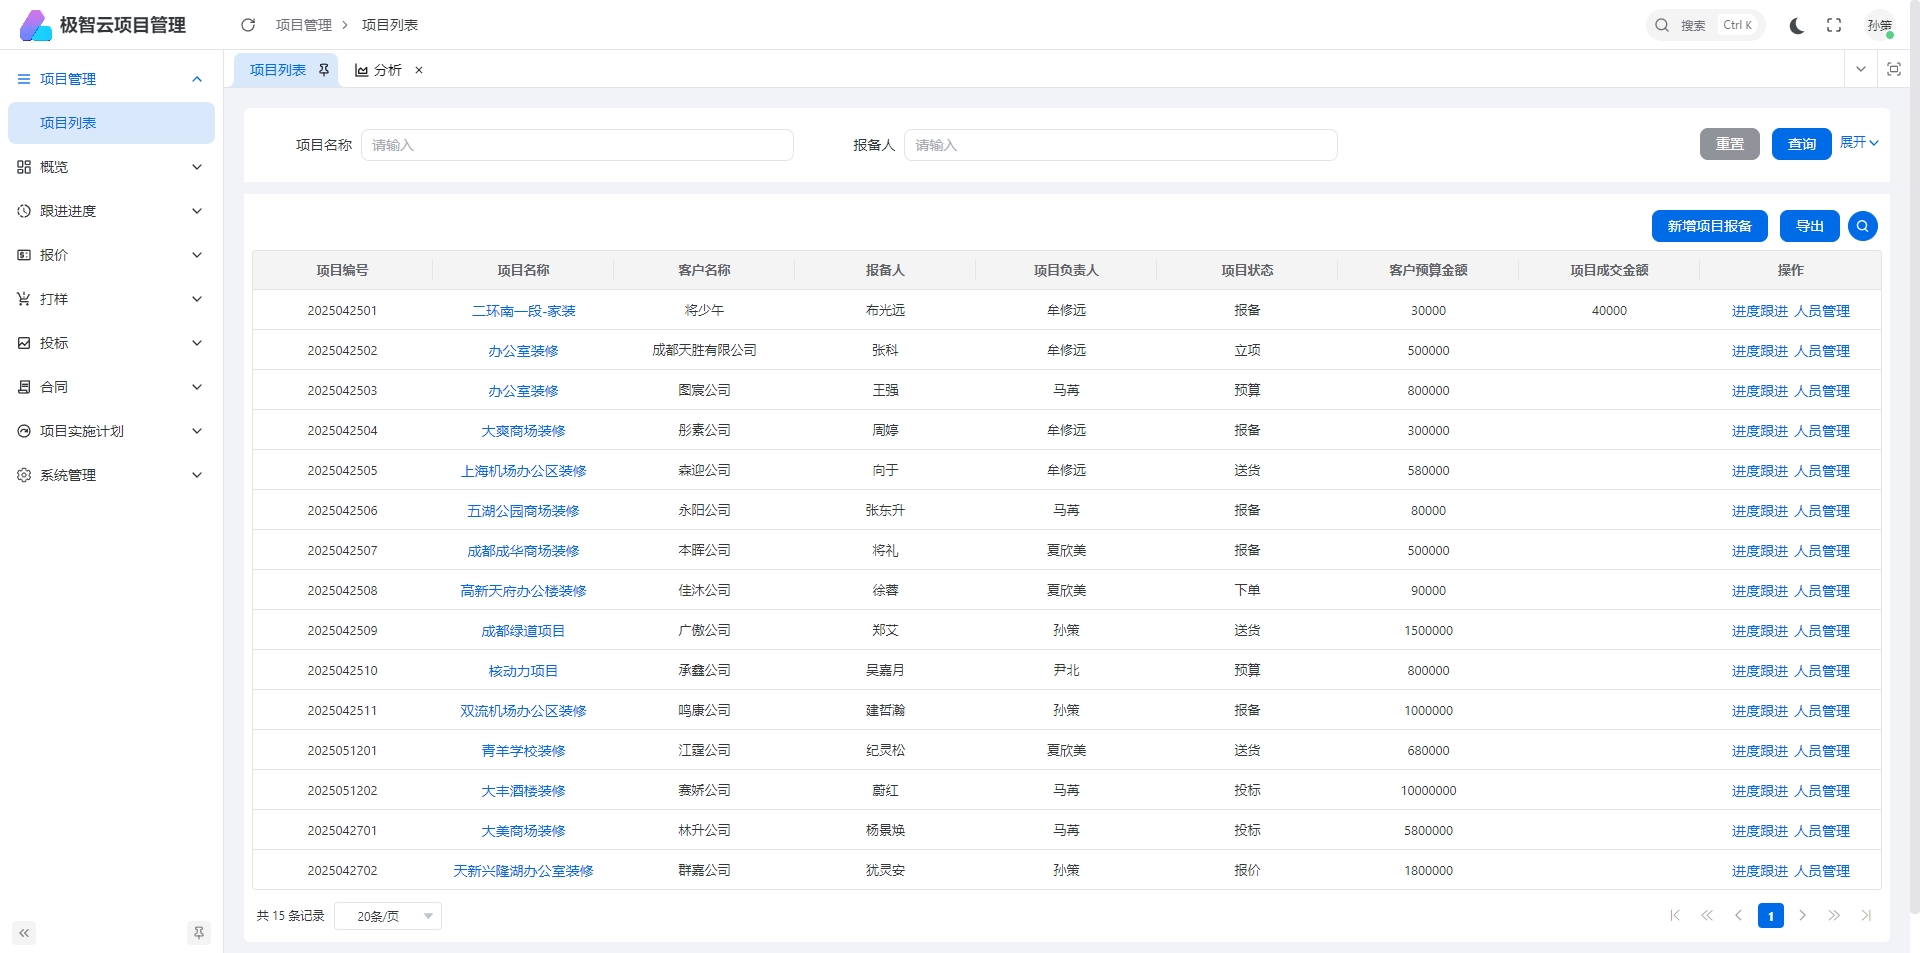 极智云项目管理
项目管理 > 项目列表
搜索 Ctrl K
孙策
项目列表 分析 ×
项目管理
项目列表
概览
跟进进度
报价
打样
投标
合同
项目实施计划
系统管理
项目名称 请输入 报备人 请输入 重置 查询 展开
新增项目报备 导出
项目编号 项目名称 客户名称 报备人 项目负责人 项目状态 客户预算金额 项目成交金额 操作
2025042501 二环南一段-家装 将少午 布光远 牟修远 报备 30000 40000 进度跟进 人员管理
2025042502 办公室装修 成都天胜有限公司 张科 牟修远 立项 500000 进度跟进 人员管理
2025042503 办公室装修 图宸公司 王强 马苒 预算 800000 进度跟进 人员管理
2025042504 大爽商场装修 彤素公司 周婷 牟修远 报备 300000 进度跟进 人员管理
2025042505 上海机场办公区装修 森迎公司 向于 牟修远 送货 580000 进度跟进 人员管理
2025042506 五湖公园商场装修 永阳公司 张东升 马苒 报备 80000 进度跟进 人员管理
2025042507 成都成华商场装修 本晖公司 将礼 夏欣美 报备 500000 进度跟进 人员管理
2025042508 高新天府办公楼装修 佳沐公司 徐蓉 夏欣美 下单 90000 进度跟进 人员管理
2025042509 成都绿道项目 广傲公司 郑艾 孙策 送货 1500000 进度跟进 人员管理
2025042510 核动力项目 承鑫公司 吴嘉月 尹北 预算 800000 进度跟进 人员管理
2025042511 双流机场办公区装修 鸣康公司 建哲瀚 孙策 报备 1000000 进度跟进 人员管理
2025051201 青羊学校装修 江霆公司 纪灵松 夏欣美 送货 680000 进度跟进 人员管理
2025051202 大丰酒楼装修 赛娇公司 蔚红 马苒 投标 10000000 进度跟进 人员管理
2025042701 大美商场装修 林升公司 杨景焕 马苒 投标 5800000 进度跟进 人员管理
2025042702 天新兴隆湖办公室装修 群嘉公司 犹灵安 孙策 报价 1800000 进度跟进 人员管理
共 15 条记录 20条/页 1